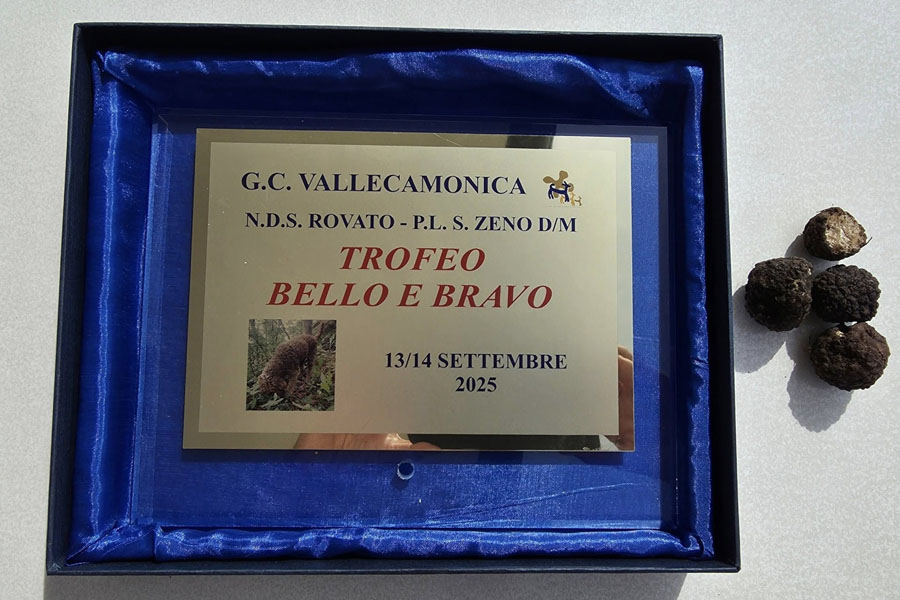 G.C. VALLECAMONICA
N.D.S. ROVATO - P.L. S. ZENO D/M
TROFEO
BELLO E BRAVO
13/14 SETTEMBRE
2025